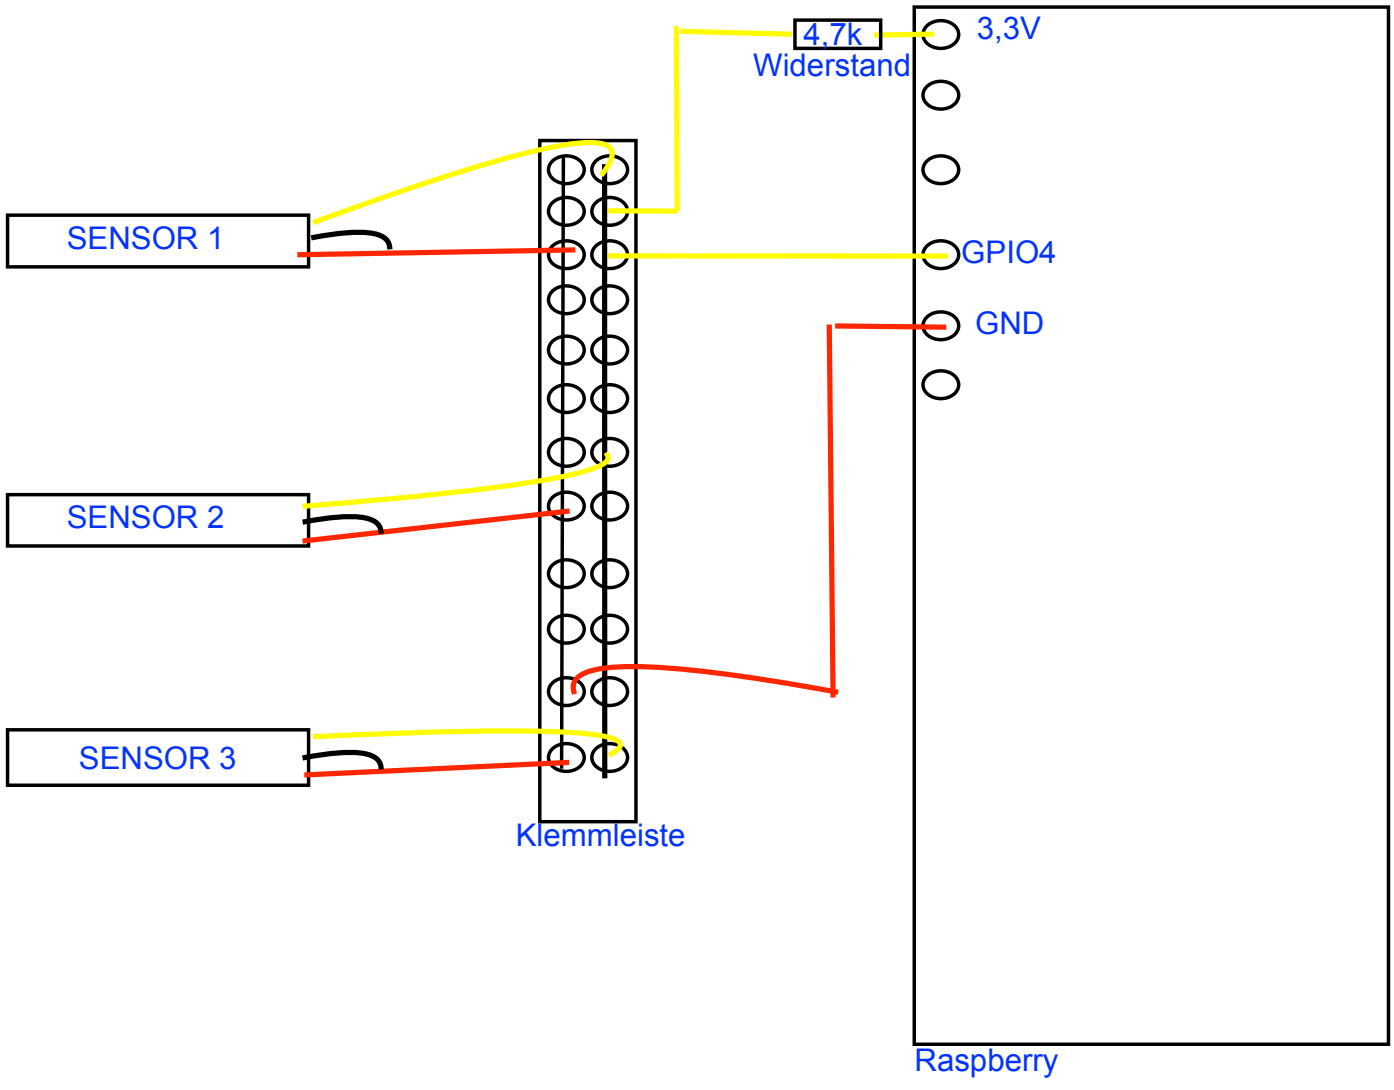 3,3V
4,7k
Widerstand
SENSOR 1
GPIO4
GND
SENSOR 2
SENSOR 3
Klemmleiste
Raspberry